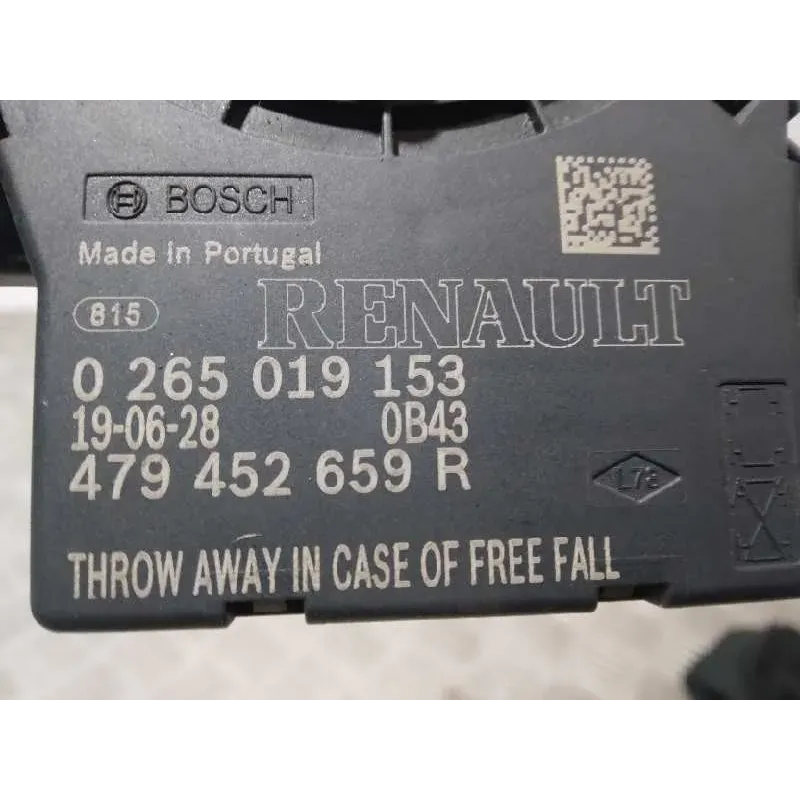 BOSCH
Made in Portugal
815
RENAULT
0 265 019 153
19-06-28 0B43
479 452 659 R
THROW AWAY IN CASE OF FREE FALL